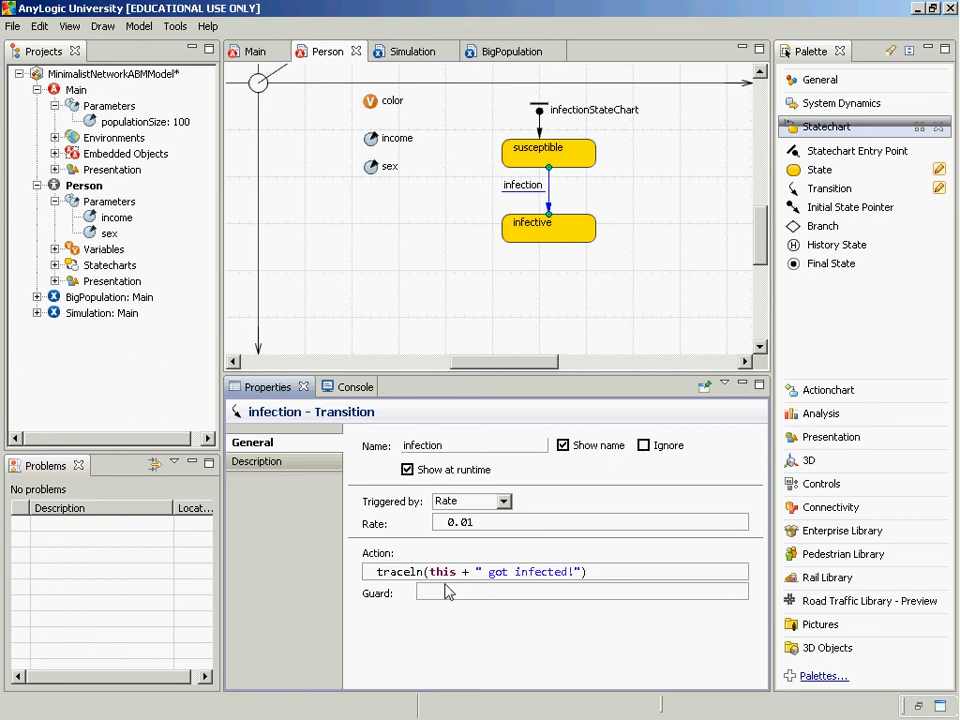 AnyLogic University [EDUCATIONAL USE ONLY]
File Edit View Draw Model Tools Help
Projects
MinimalistNetworkABMModel*
Main
Parameters
populationSize: 100
Environments
Embedded Objects
Presentation
Person
Parameters
income
sex
Variables
Statecharts
Presentation
BigPopulation: Main
Simulation: Main
Problems
No problems
Description Locat...
Main Person Simulation BigPopulation
color
income
sex
infectionStateChart
susceptible
infection
infective
Properties Console
infection - Transition
General
Description
Name: infection Show name Ignore
Show at runtime
Triggered by: Rate
Rate: 0.01
Action:
traceln(this + " got infected!")
Guard:
Palette
General
System Dynamics
Statechart
Statechart Entry Point
State
Transition
Initial State Pointer
Branch
History State
Final State
Actionchart
Analysis
Presentation
3D
Controls
Connectivity
Enterprise Library
Pedestrian Library
Rail Library
Road Traffic Library - Preview
Pictures
3D Objects
Palettes...